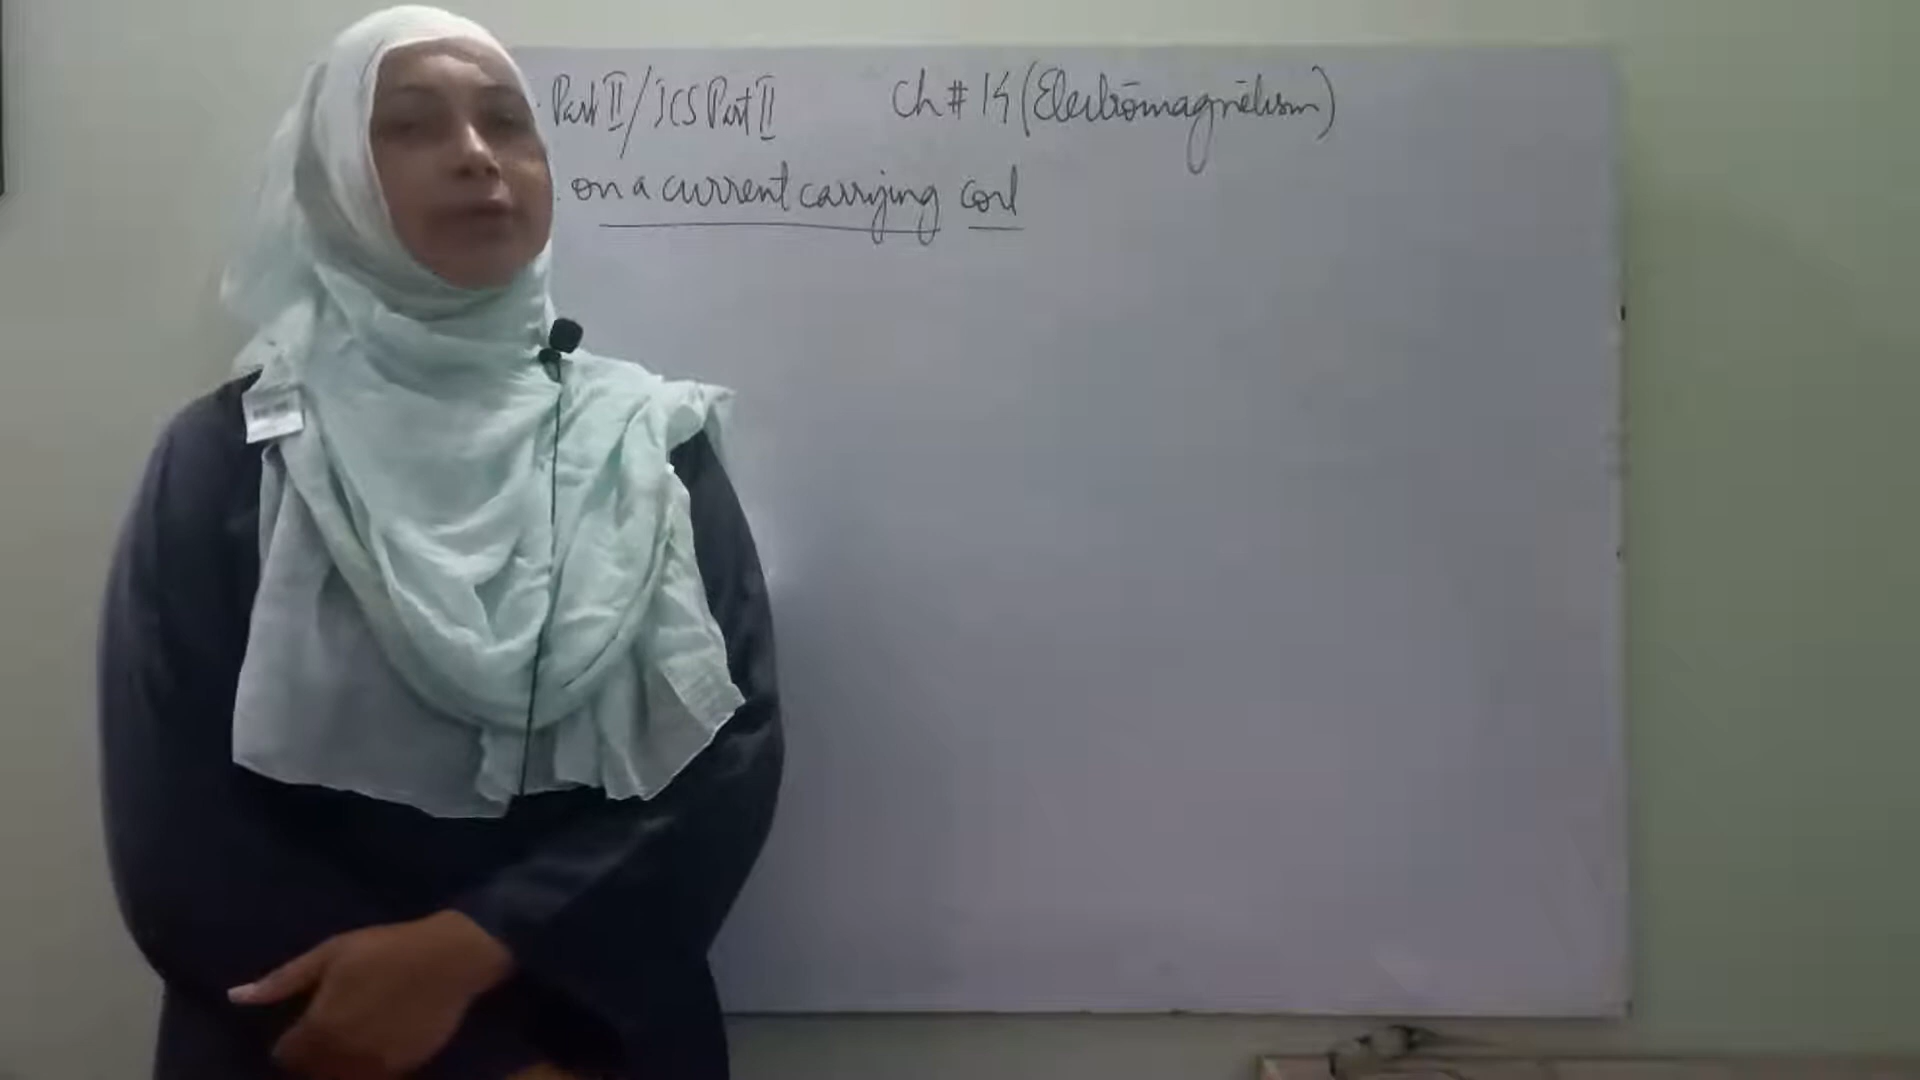 Part II / ICS Part II Ch # 14 (Electromagnetism)
on a current carrying coil